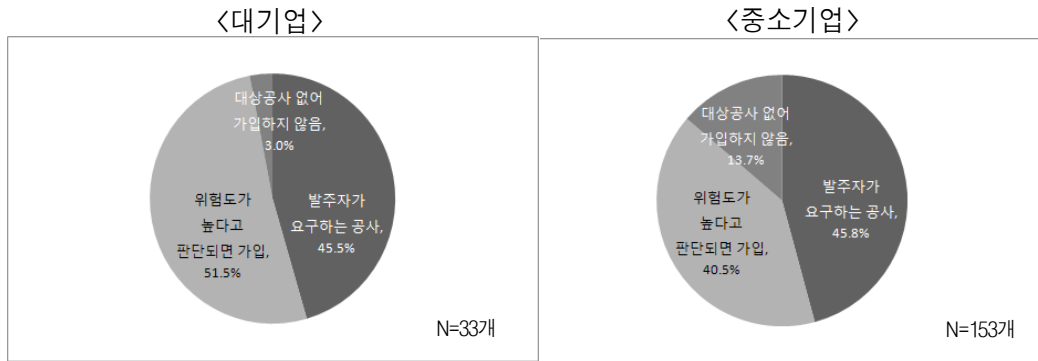 <대기업>
대상공사 없어
가입하지 않음,
3.0%
위험도가
높다고
판단되면 가입,
51.5%
발주자가
요구하는 공사,
45.5%
N=33개
<중소기업>
대상공사 없어
가입하지 않음,
13.7%
위험도가
높다고
판단되면 가입,
40.5%
발주자가
요구하는 공사,
45.8%
N=153개